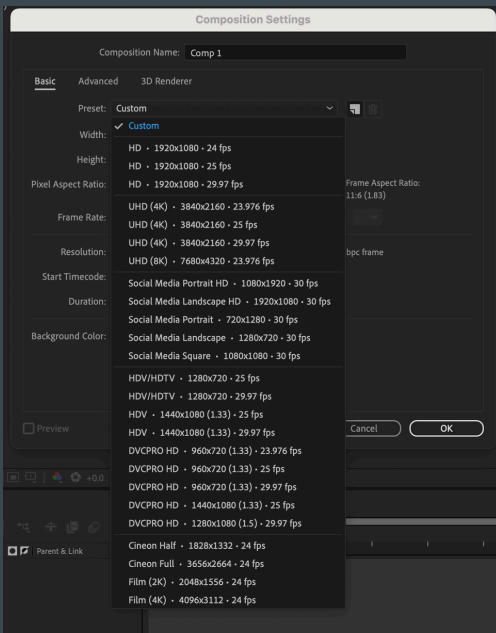 Composition Settings
Composition Name: Comp 1
Basic Advanced 3D Renderer
Preset: Custom
Custom
Width:
HD • 1920x1080 • 24 fps
Height:
HD • 1920x1080 • 25 fps
HD • 1920x1080 • 29.97 fps
Pixel Aspect Ratio:
Frame Aspect Ratio:
11:6 (1.83)
UHD (4K) • 3840x2160 • 23.976 fps
Frame Rate:
UHD (4K) • 3840x2160 • 25 fps
UHD (4K) • 3840x2160 • 29.97 fps
Resolution:
bpc frame
UHD (8K) • 7680x4320 • 23.976 fps
Start Timecode:
Social Media Portrait HD • 1080x1920 • 30 fps
Duration:
Social Media Landscape HD • 1920x1080 • 30 fps
Social Media Portrait • 720x1280 • 30 fps
Background Color:
Social Media Landscape • 1280x720 • 30 fps
Social Media Square • 1080x1080 • 30 fps
HDV/HDTV • 1280x720 • 25 fps
HDV/HDTV • 1280x720 • 29.97 fps
HDV • 1440x1080 (1.33) • 25 fps
Preview
HDV • 1440x1080 (1.33) • 29.97 fps
Cancel OK
DVCPRO HD • 960x720 (1.33) • 23.976 fps
DVCPRO HD • 960x720 (1.33) • 25 fps
+0.0
DVCPRO HD • 960x720 (1.33) • 29.97 fps
DVCPRO HD • 1440x1080 (1.33) • 25 fps
DVCPRO HD • 1280x1080 (1.5) • 29.97 fps
Parent & Link
Cineon Half • 1828x1332 • 24 fps
Cineon Full • 3656x2664 • 24 fps
Film (2K) • 2048x1556 • 24 fps
Film (4K) • 4096x3112 • 24 fps